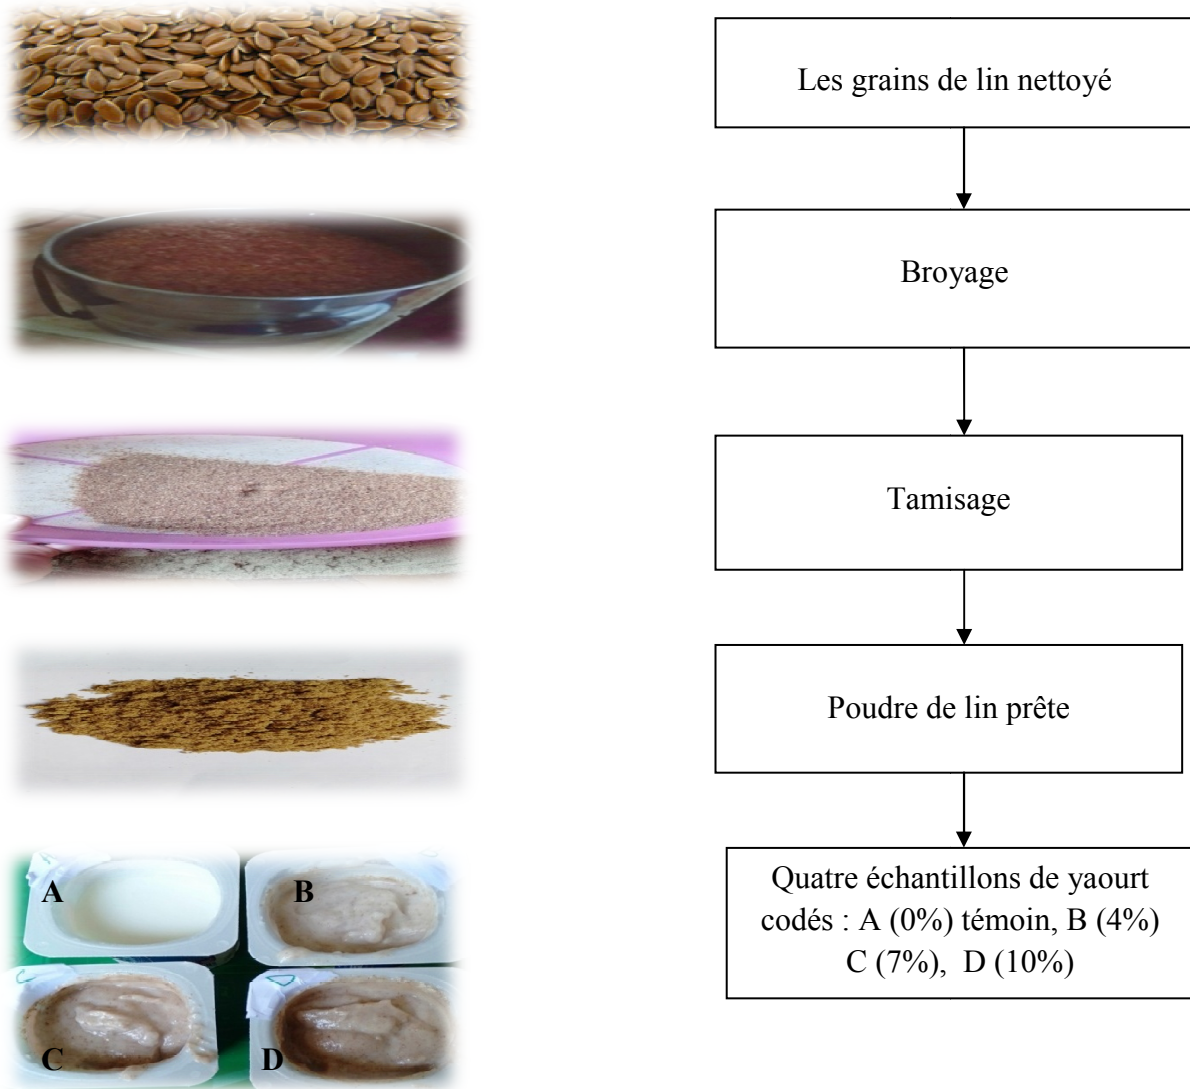 Les grains de lin nettoyé
Broyage
Tamisage
Poudre de lin prête
Quatre échantillons de yaourt
codés : A (0%) témoin, B (4%)
C (7%), D (10%)
A
B
C
D